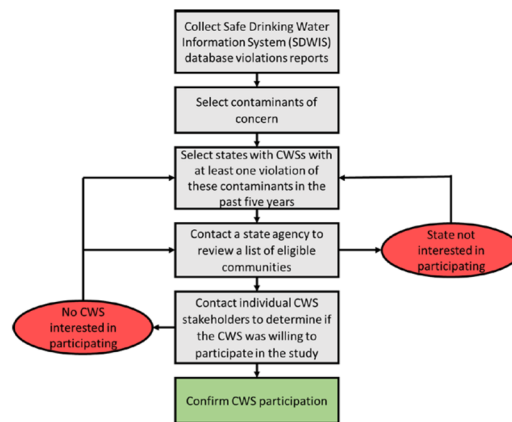 Collect Safe Drinking Water
Information System (SDWIS)
database violations reports
Select contaminants of
concern
Select states with CWSs with
at least one violation of
these contaminants in the
past five years
Contact a state agency to
review a list of eligible
communities
State not
interested in
participating
Contact individual CWS
stakeholders to determine if
the CWS was willing to
participate in the study
No CWS
interested in
participating
Confirm CWS participation